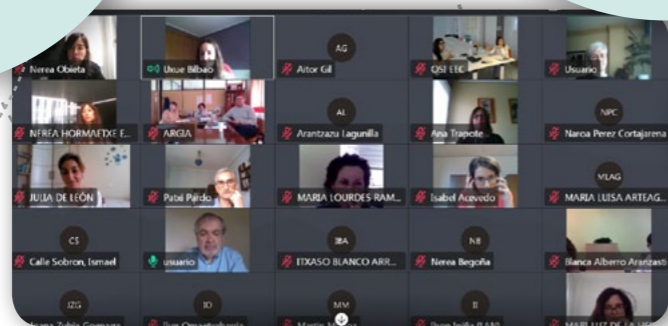 Nerea Obieta
Uxue Bilbao
AG
Aitor Gil
QSI EEC
Usuario
NEREA HORMAETXE E...
ARGIA
AL
Arantzazu Lagunilla
Ana Trapote
NPC
Naroa Perez Cortajarena
JULIA DE LEÓN
Patxi Pardo
MARIA LOURDES RAM...
Isabel Acevedo
MLAG
MARIA LUISA ARTEAG...
CS
Calle Sobron, Ismael
usuario
IBA
ITXASO BLANCO ARR...
NB
Nerea Begoña
Blanca Alberro Aranzasti
JZG
IO
MM
II